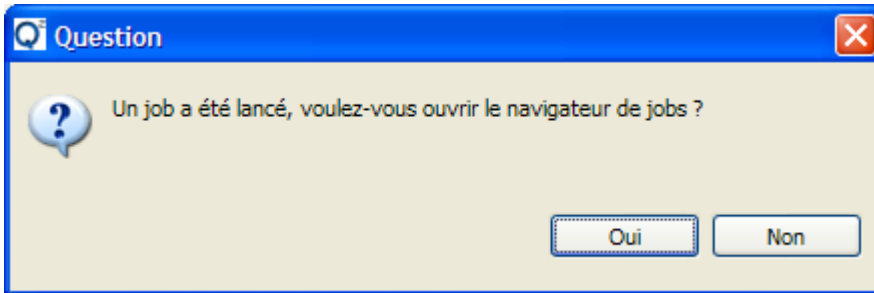 Question
Un job a été lancé, voulez-vous ouvrir le navigateur de jobs ?
Oui Non